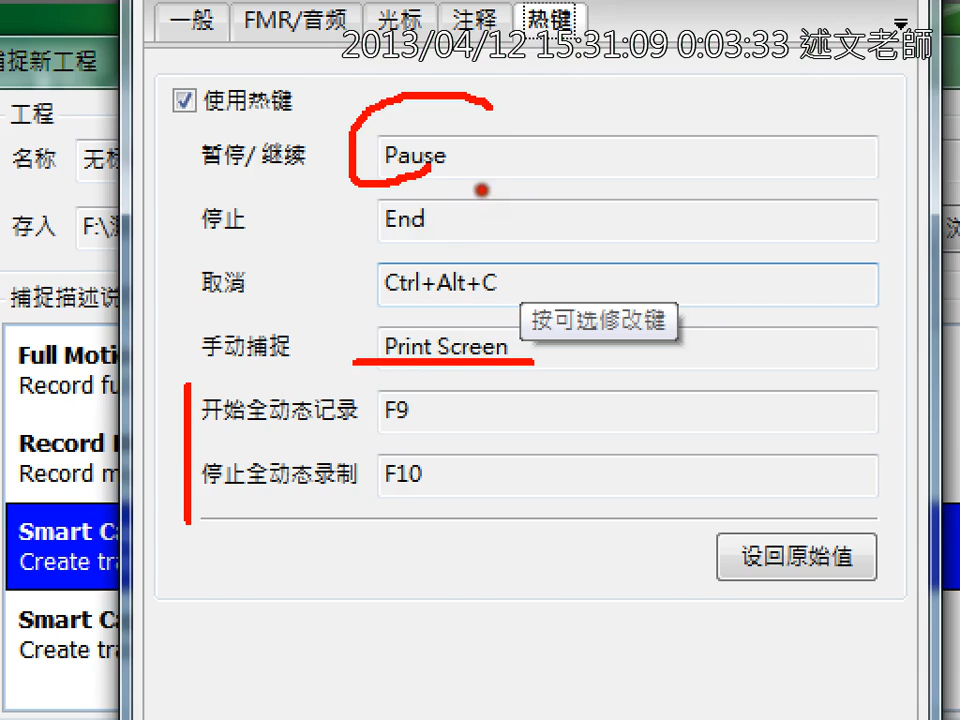 一般 FMR/音频 光标 注释 热键
2013/04/12 15:31:09 0:03:33 述文老師
捕捉新工程
使用热键
工程
暂停/ 继续 Pause
名称 无标
停止 End
存入 F:\
取消 Ctrl+Alt+C
捕捉描述
按可选修改键
手动捕捉 Print Screen
Full Moti
Record fu
开始全动态记录 F9
Record
Record m
停止全动态录制 F10
Smart Ca
Create tra
设回原始值
Smart Ca
Create tra